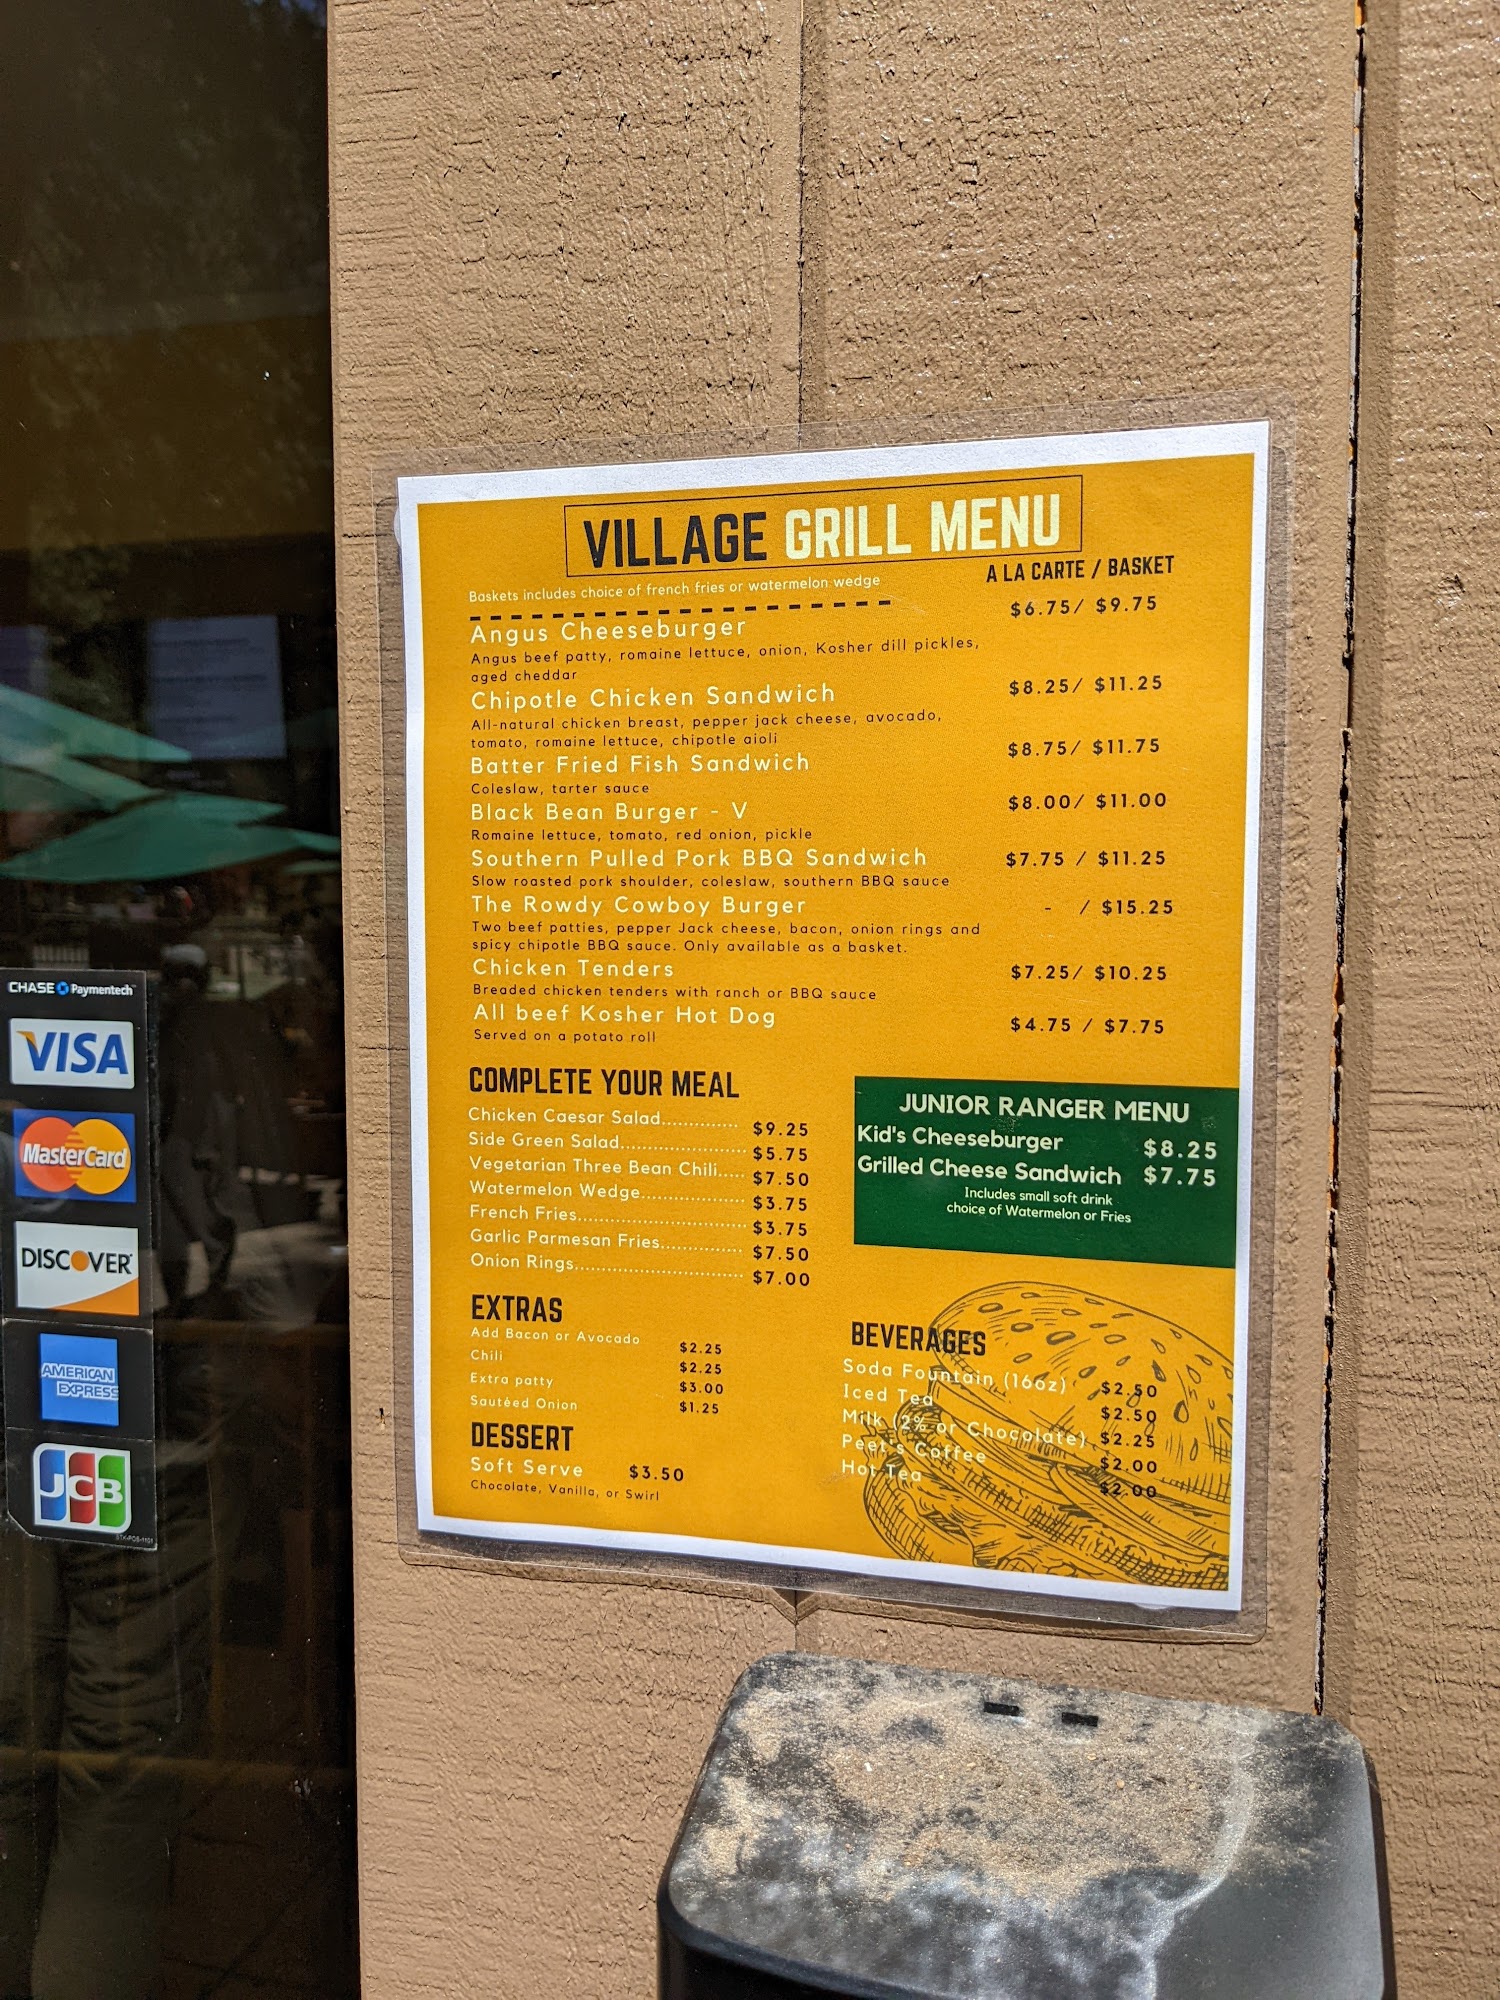 VILLAGE GRILL MENU
Baskets includes choice of french fries or watermelon wedge
A LA CARTE / BASKET
Angus Cheeseburger $6.75/ $9.75
Angus beef patty, romaine lettuce, onion, Kosher dill pickles,
aged cheddar
Chipotle Chicken Sandwich $8.25/ $11.25
All-natural chicken breast, pepper jack cheese, avocado,
tomato, romaine lettuce, chipotle aioli
Batter Fried Fish Sandwich $8.75/ $11.75
Coleslaw, tarter sauce
Black Bean Burger - V $8.00/ $11.00
Romaine lettuce, tomato, red onion, pickle
Southern Pulled Pork BBQ Sandwich $7.75 / $11.25
Slow roasted pork shoulder, coleslaw, southern BBQ sauce
The Rowdy Cowboy Burger - / $15.25
Two beef patties, pepper Jack cheese, bacon, onion rings and
spicy chipotle BBQ sauce. Only available as a basket.
Chicken Tenders $7.25/ $10.25
Breaded chicken tenders with ranch or BBQ sauce
All beef Kosher Hot Dog $4.75 / $7.75
Served on a potato roll
COMPLETE YOUR MEAL
Chicken Caesar Salad.............. $9.25
Side Green Salad....................... $5.75
Vegetarian Three Bean Chili..... $7.50
Watermelon Wedge................... $3.75
French Fries............................... $3.75
Garlic Parmesan Fries............... $7.50
Onion Rings............................... $7.00
JUNIOR RANGER MENU
Kid's Cheeseburger $8.25
Grilled Cheese Sandwich $7.75
Includes small soft drink
choice of Watermelon or Fries
EXTRAS
Add Bacon or Avocado $2.25
Chili $2.25
Extra patty $3.00
Sautéed Onion $1.25
DESSERT
Soft Serve $3.50
Chocolate, Vanilla, or Swirl
BEVERAGES
Soda Fountain (16oz) $2.50
Iced Tea $2.50
Milk (2% or Chocolate) $2.25
Peet's Coffee $2.00
Hot Tea $2.00
CHASE Paymentech
VISA
MasterCard
DISCOVER
AMERICAN
EXPRESS
JCB